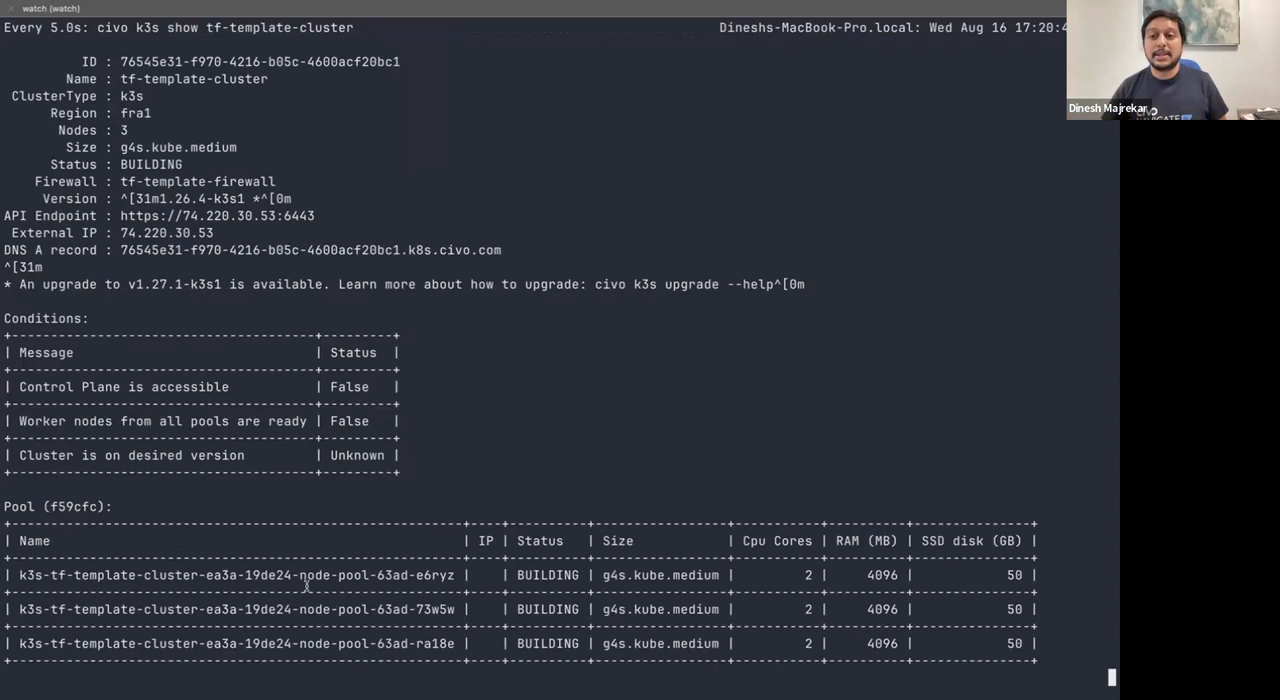 watch (watch)
Every 5.0s: civo k3s show tf-template-cluster Dineshs-MacBook-Pro.local: Wed Aug 16 17:20:4
ID : 76545e31-f970-4216-b05c-4600acf20bc1
Name : tf-template-cluster
ClusterType : k3s
Region : fra1
Nodes : 3
Size : g4s.kube.medium
Status : BUILDING
Firewall : tf-template-firewall
Version : ^[31m1.26.4-k3s1 *^[0m
API Endpoint : https://74.220.30.53:6443
External IP : 74.220.30.53
DNS A record : 76545e31-f970-4216-b05c-4600acf20bc1.k8s.civo.com
^[31m
* An upgrade to v1.27.1-k3s1 is available. Learn more about how to upgrade: civo k3s upgrade --help^[0m
Conditions:
| Message | Status |
| Control Plane is accessible | False |
| Worker nodes from all pools are ready | False |
| Cluster is on desired version | Unknown |
Pool (f59cfc):
| Name | IP | Status | Size | Cpu Cores | RAM (MB) | SSD disk (GB) |
| k3s-tf-template-cluster-ea3a-19de24-node-pool-63ad-e6ryz | | BUILDING | g4s.kube.medium | 2 | 4096 | 50 |
| k3s-tf-template-cluster-ea3a-19de24-node-pool-63ad-73w5w | | BUILDING | g4s.kube.medium | 2 | 4096 | 50 |
| k3s-tf-template-cluster-ea3a-19de24-node-pool-63ad-ra18e | | BUILDING | g4s.kube.medium | 2 | 4096 | 50 |
Dinesh Majrekar
CIVO
NAVIGATE